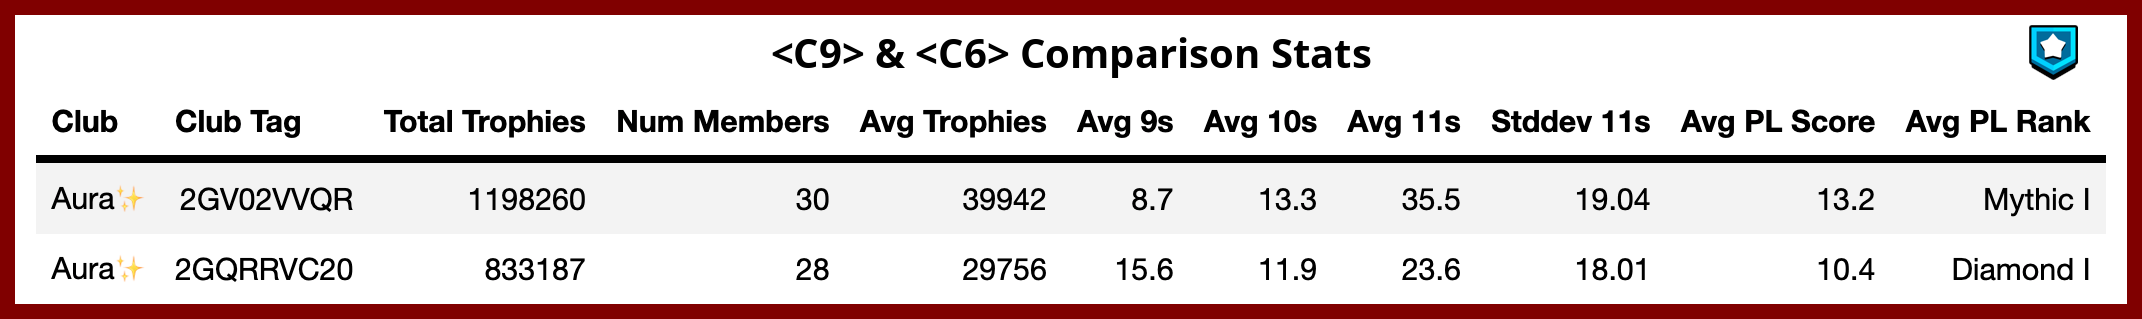 <C9> & <C6> Comparison Stats
Club Club Tag Total Trophies Num Members Avg Trophies Avg 9s Avg 10s Avg 11s Stddev 11s Avg PL Score Avg PL Rank
Aura✨ 2GV02VVQR 1198260 30 39942 8.7 13.3 35.5 19.04 13.2 Mythic I
Aura✨ 2GQRRVC20 833187 28 29756 15.6 11.9 23.6 18.01 10.4 Diamond I